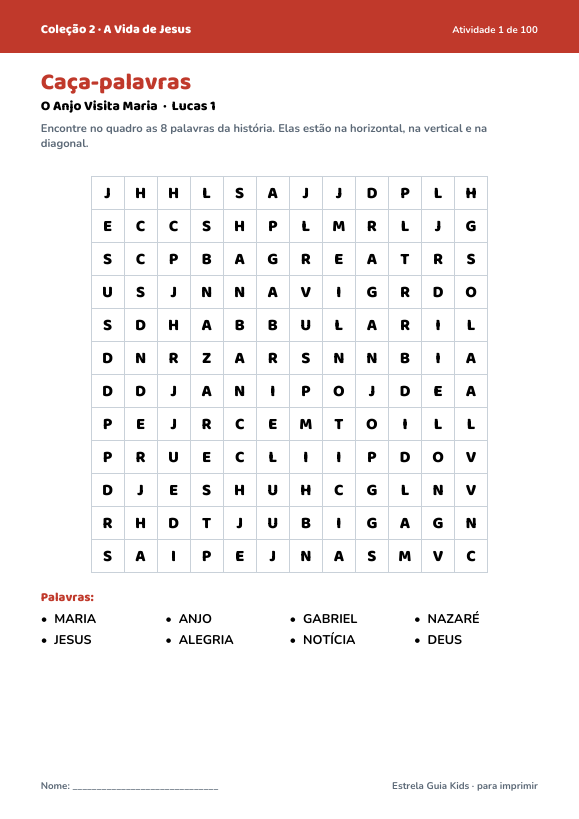 Coleção 2 · A Vida de Jesus
Atividade 1 de 100
Caça-palavras
O Anjo Visita Maria · Lucas 1
Encontre no quadro as 8 palavras da história. Elas estão na horizontal, na vertical e na
diagonal.
J H H L S A J J D P L H
E C C S H P L M R L J G
S C P B A G R E A T R S
U S J N N A V I G R D O
S D H A B B U L A R I L
D N R Z A R S N N B I A
D D J A N I P O J D E A
P E J R C E M T O I L L
P R U E C L I I P D O V
D J E S H U H C G L N V
R H D T J U B I G A G N
S A I P E J N A S M V C
Palavras:
• MARIA • ANJO • GABRIEL • NAZARÉ
• JESUS • ALEGRIA • NOTÍCIA • DEUS
Nome: ____________________________
Estrela Guia Kids · para imprimir